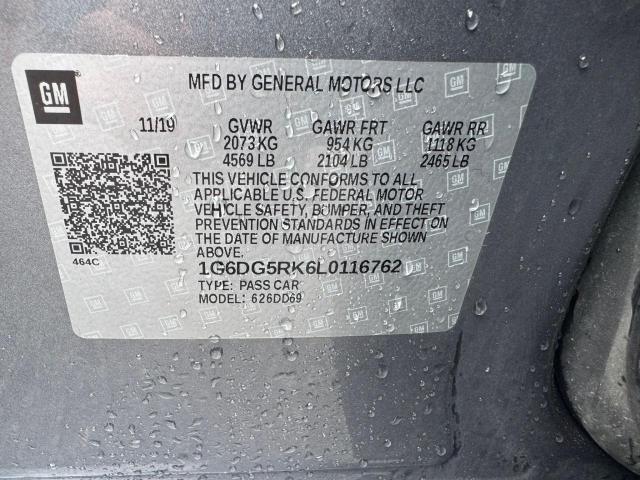 GM
MFD BY GENERAL MOTORS LLC
11/19 GVWR GAWR FRT GAWR RR
2073 KG 954 KG 1118 KG
4569 LB 2104 LB 2465 LB
THIS VEHICLE CONFORMS TO ALL
APPLICABLE U.S. FEDERAL MOTOR
VEHICLE SAFETY, BUMPER, AND THEFT
PREVENTION STANDARDS IN EFFECT ON
THE DATE OF MANUFACTURE SHOWN
ABOVE.
464C
1G6DG5RK6L0116762
TYPE: PASS CAR
MODEL: 626DD69